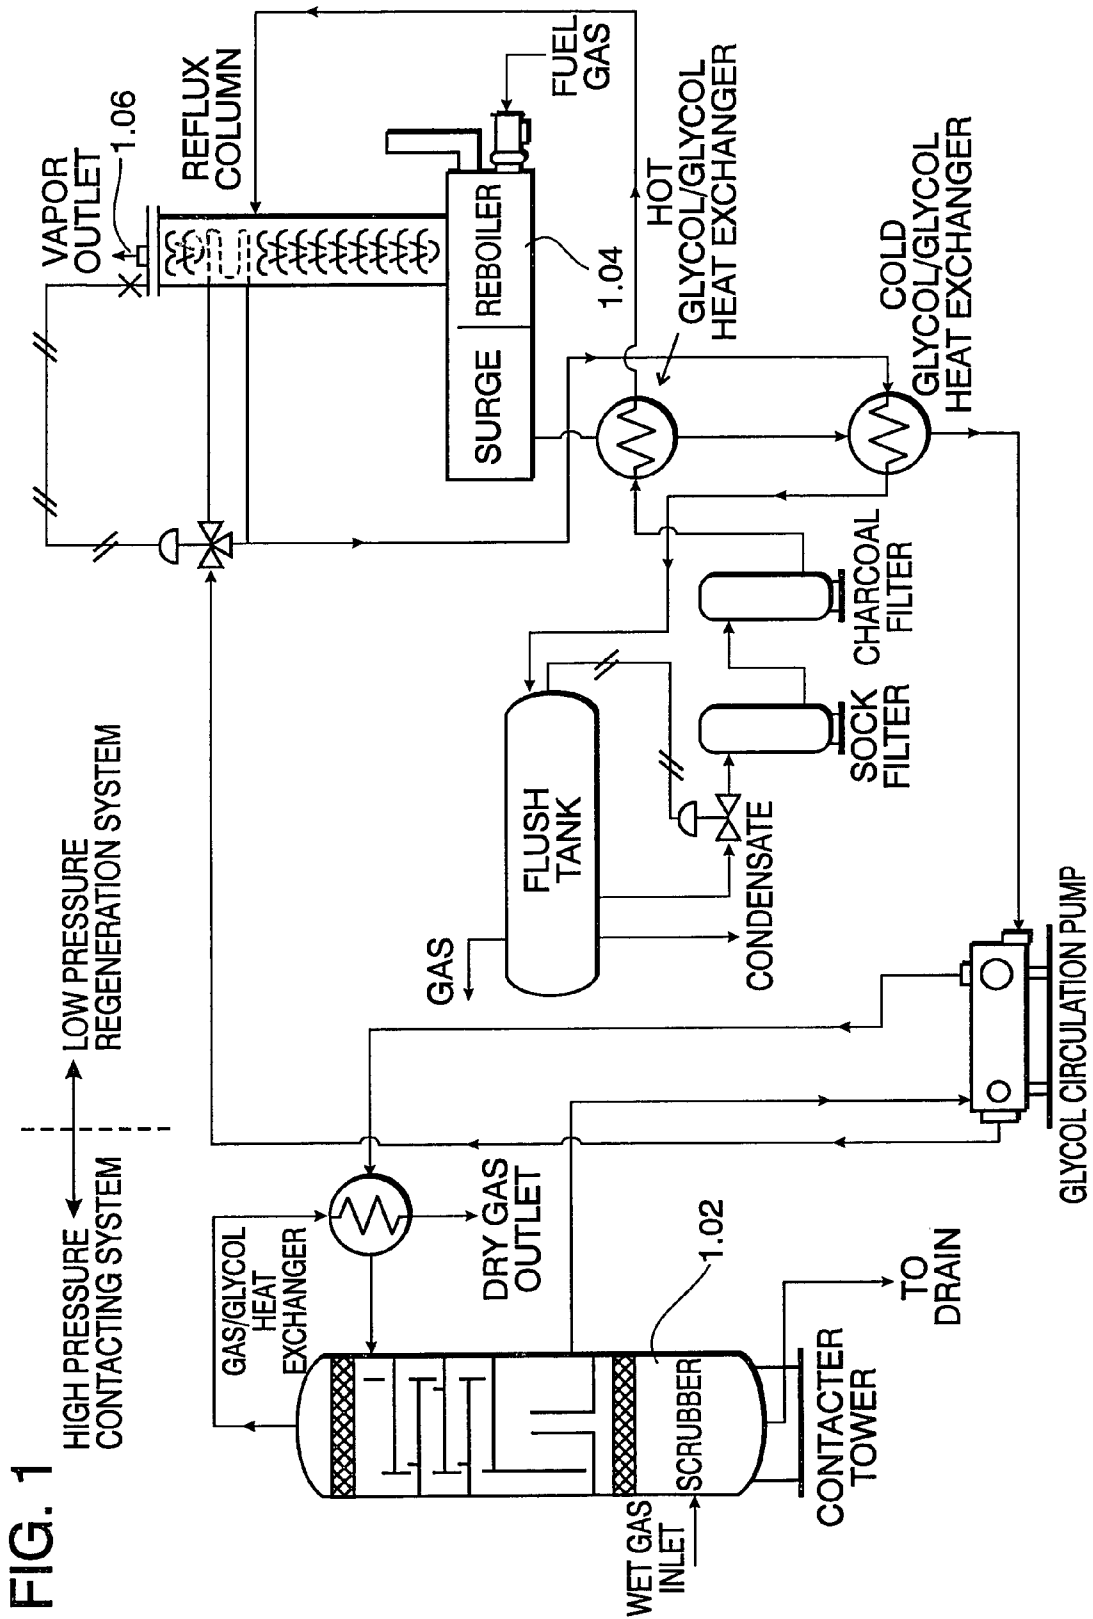 FIG. 1
HIGH PRESSURE
CONTACTING SYSTEM
LOW PRESSURE
REGENERATION SYSTEM
VAPOR
OUTLET
1.06
REFLUX
COLUMN
FUEL
GAS
SURGE
REBOILER
1.04
HOT
GLYCOL/GLYCOL
HEAT EXCHANGER
COLD
GLYCOL/GLYCOL
HEAT EXCHANGER
GAS
FLUSH
TANK
CONDENSATE
SOCK
FILTER
CHARCOAL
FILTER
GAS/GLYCOL
HEAT
EXCHANGER
DRY GAS
OUTLET
GLYCOL CIRCULATION PUMP
WET GAS
INLET
SCRUBBER
1.02
TO
DRAIN
CONTACTER
TOWER